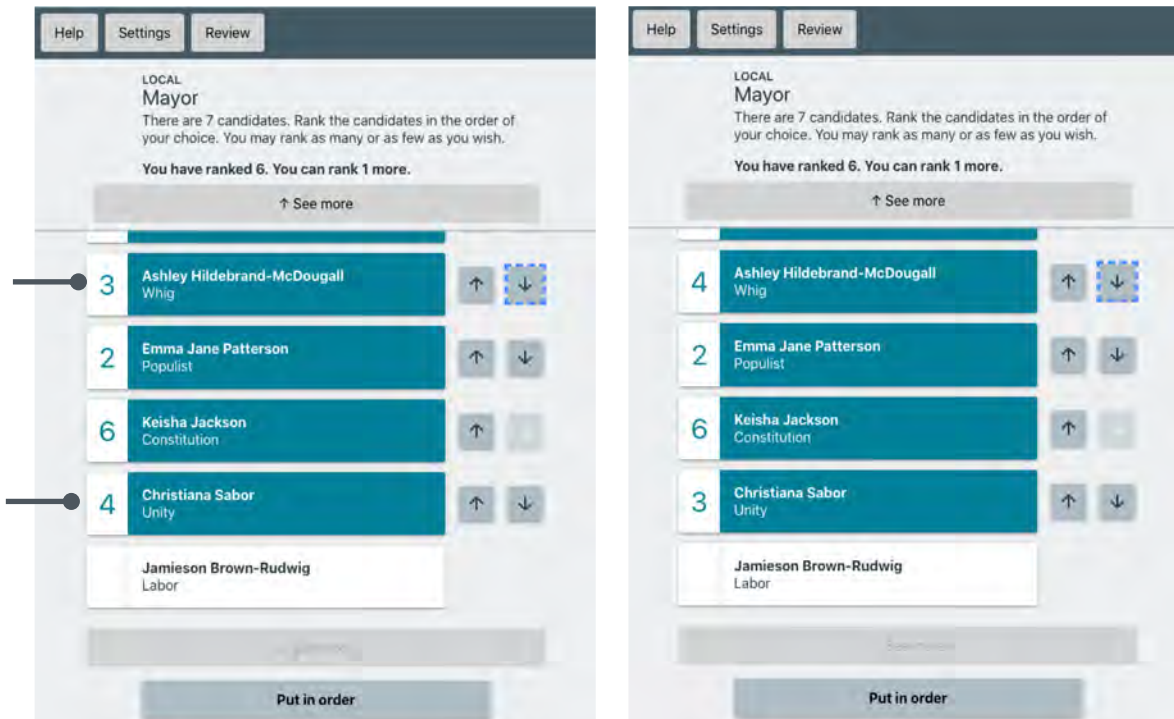 Help Settings Review
LOCAL
Mayor
There are 7 candidates. Rank the candidates in the order of
your choice. You may rank as many or as few as you wish.
You have ranked 6. You can rank 1 more.
↑ See more
3 Ashley Hildebrand-McDougall
Whig
2 Emma Jane Patterson
Populist
6 Keisha Jackson
Constitution
4 Christiana Sabor
Unity
Jamieson Brown-Rudwig
Labor
Put in order
Help Settings Review
LOCAL
Mayor
There are 7 candidates. Rank the candidates in the order of
your choice. You may rank as many or as few as you wish.
You have ranked 6. You can rank 1 more.
↑ See more
4 Ashley Hildebrand-McDougall
Whig
2 Emma Jane Patterson
Populist
6 Keisha Jackson
Constitution
3 Christiana Sabor
Unity
Jamieson Brown-Rudwig
Labor
Put in order